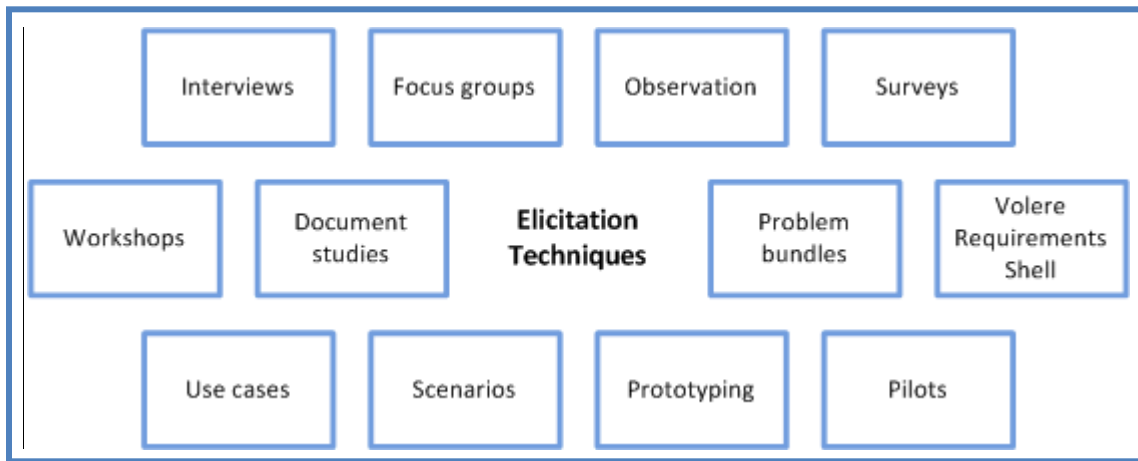 Interviews
Focus groups
Observation
Surveys
Workshops
Document
studies
Elicitation
Techniques
Problem
bundles
Volere
Requirements
Shell
Use cases
Scenarios
Prototyping
Pilots